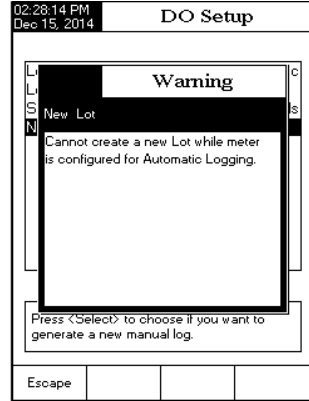 02:28:14 PM
Dec 15, 2014
DO Setup
Warning
New Lot
Cannot create a new Lot while meter
is configured for Automatic Logging.
Press <Select> to choose if you want to
generate a new manual log.
Escape